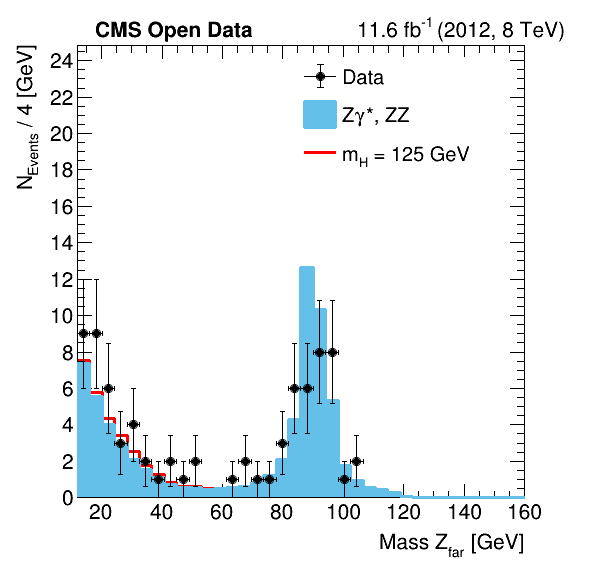 CMS Open Data 11.6 fb⁻¹ (2012, 8 TeV)
N_Events / 4 [GeV]
24
22
20
18
16
14
12
10
8
6
4
2
0
Data
Zγ*, ZZ
m_H = 125 GeV
20 40 60 80 100 120 140 160
Mass Z_far [GeV]